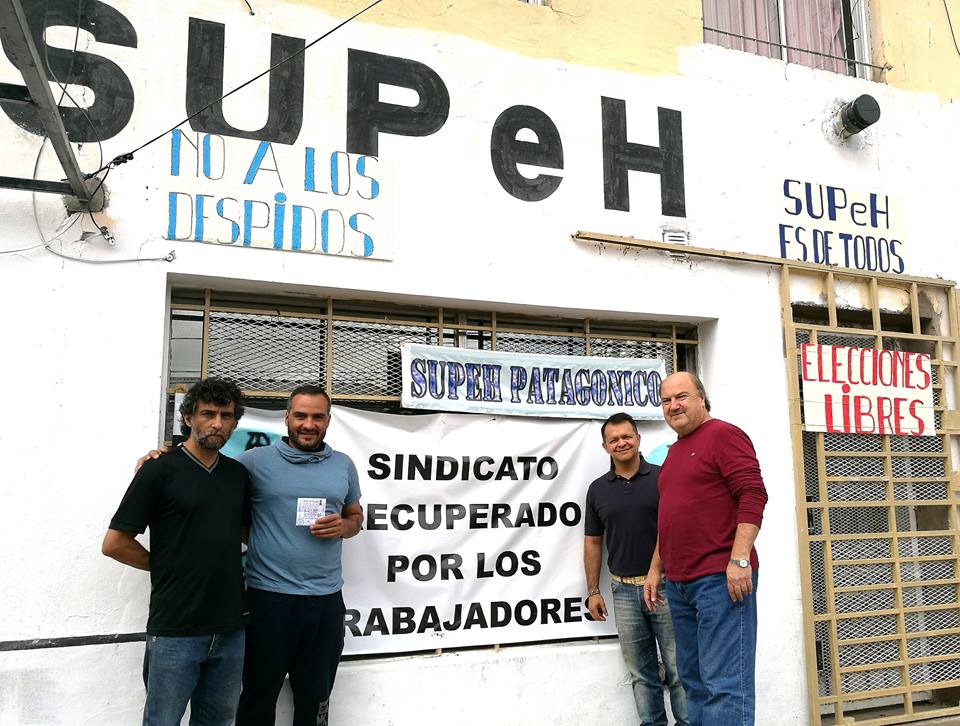 SUPeH
NO A LOS
DESPIDOS
SUPeH
ES DE TODOS
ELECCIONES
LIBRES
SUPEH PATAGONICO
SINDICATO
RECUPERADO
POR LOS
TRABAJADORES